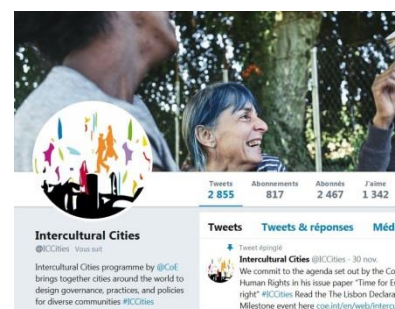 Tweets Abonnements Abonnés J'aime
2 855 817 2 467 1 342
Intercultural Cities
@ICCities Vous suit
Intercultural Cities programme by @CoE
brings together cities around the world to
design governance, practices, and policies
for diverse communities #ICCities
Tweets Tweets & réponses Méd
Tweet épinglé
Intercultural Cities @ICCities · 30 nov.
We commit to the agenda set out by the Co
Human Rights in his issue paper "Time for E
right" #ICCities Read the The Lisbon Declara
Milestone event here coe.int/en/web/intercu